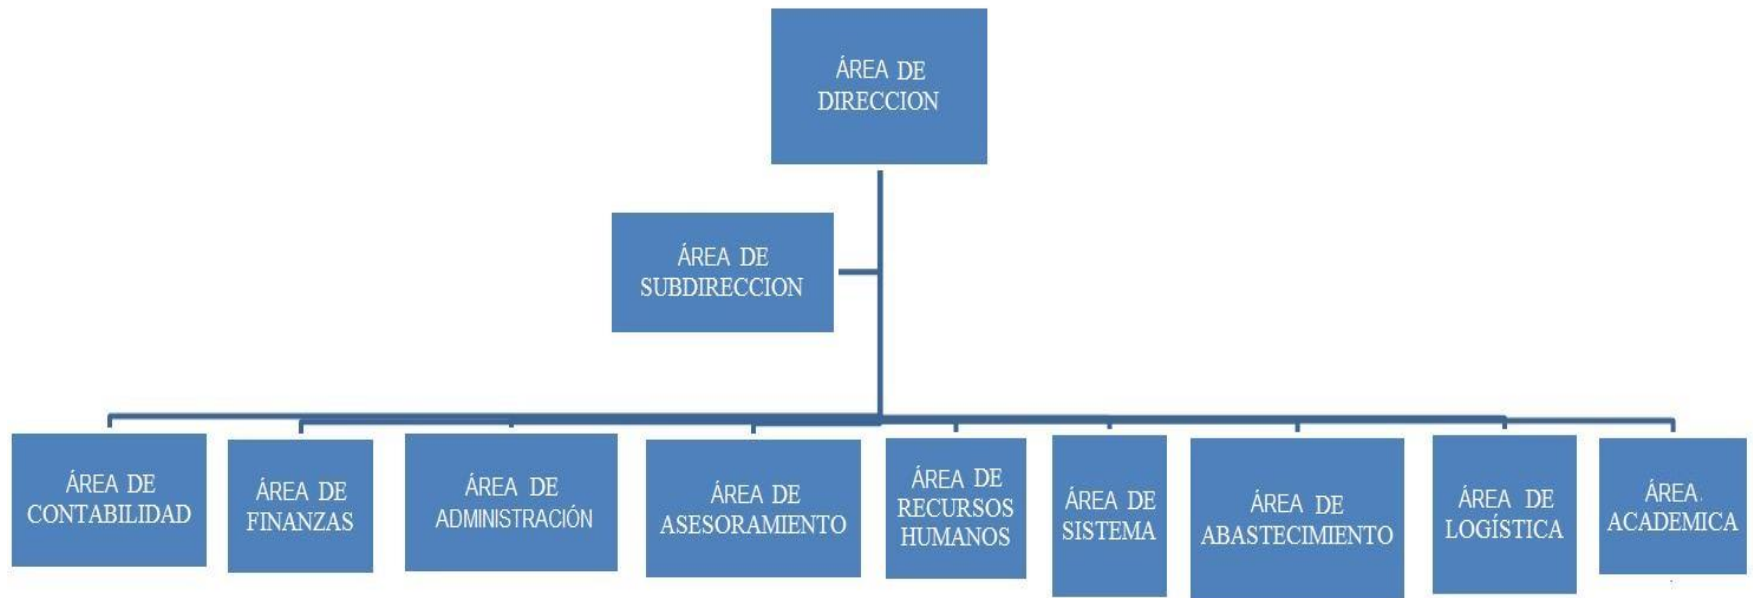 ÁREA DE
DIRECCION
ÁREA DE
SUBDIRECCION
ÁREA DE
CONTABILIDAD
ÁREA DE
FINANZAS
ÁREA DE
ADMINISTRACIÓN
ÁREA DE
ASESORAMIENTO
ÁREA DE
RECURSOS
HUMANOS
ÁREA DE
SISTEMA
ÁREA DE
ABASTECIMIENTO
ÁREA DE
LOGÍSTICA
ÁREA.
ACADEMICA